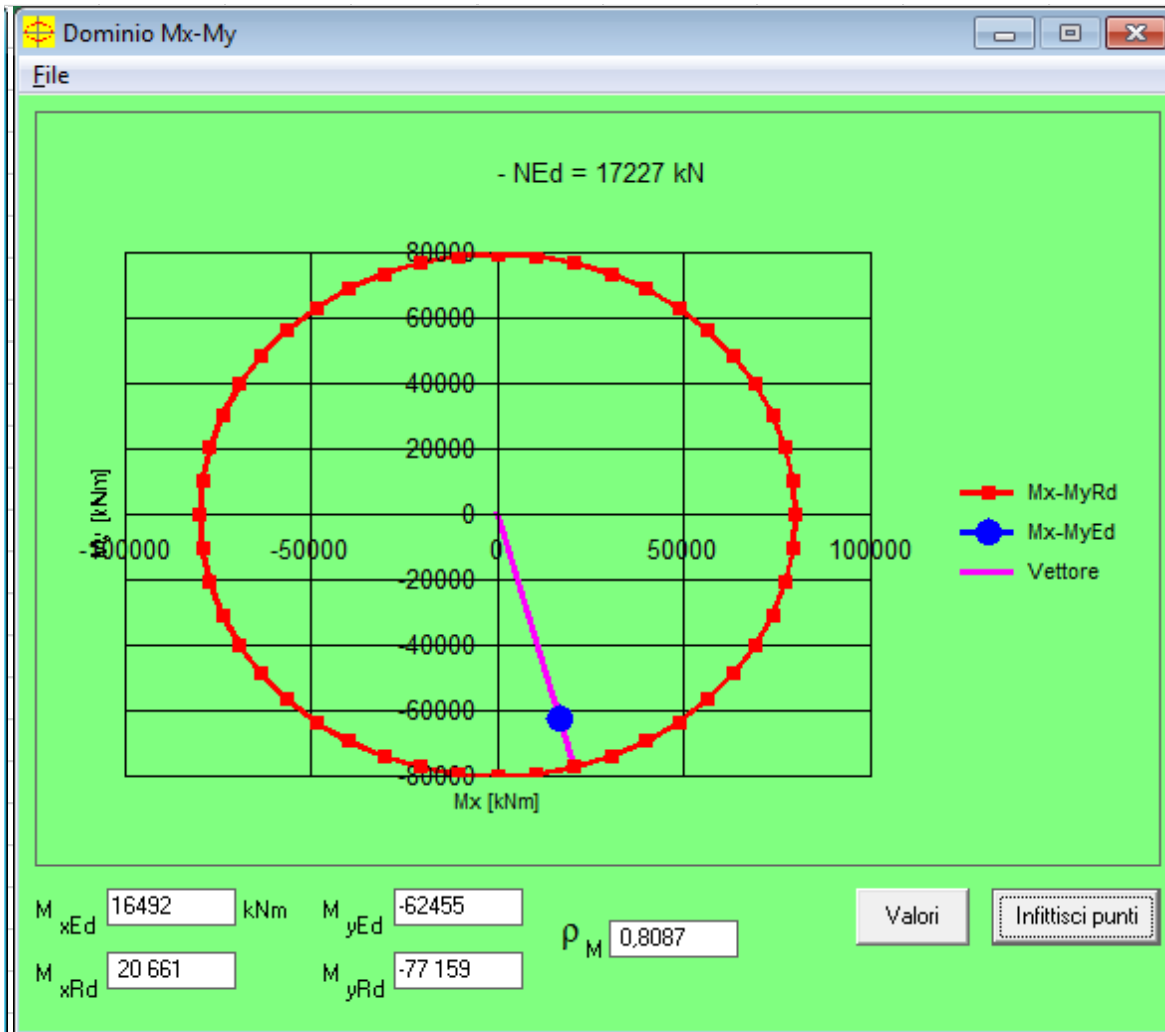 Dominio Mx-My
File
- NEd = 17227 kN
80000
60000
40000
20000
0
-20000
-40000
-60000
-80000
-100000
-50000
0
50000
100000
[kNm]
Mx [kNm]
Mx-MyRd
Mx-MyEd
Vettore
M xEd 16492 kNm M yEd -62455
ρ M 0,8087
M xRd 20 661 M yRd -77 159
Valori
Infittisci punti